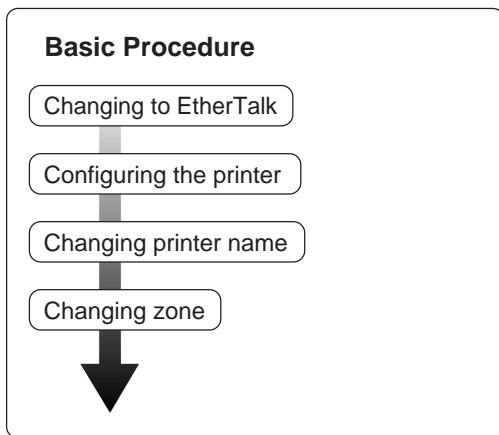 Basic Procedure
Changing to EtherTalk
Configuring the printer
Changing printer name
Changing zone